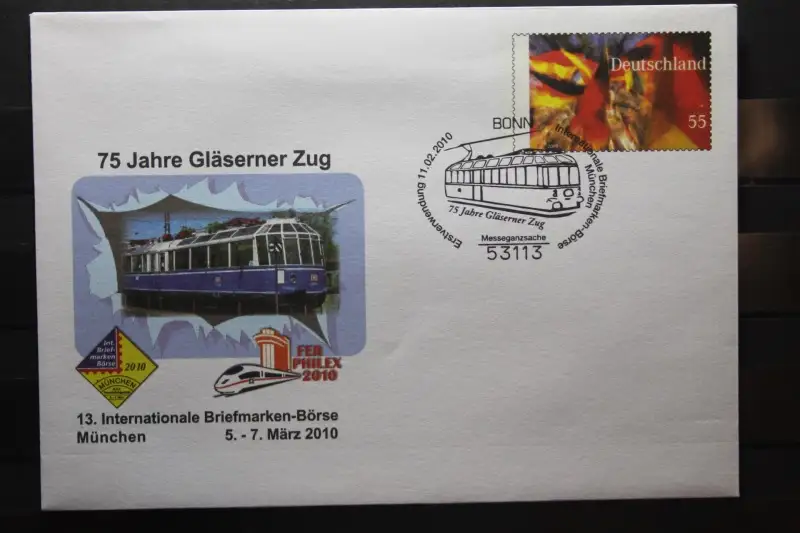 Deutschland
55
BONN
Erstverwendung 11.02.2010
Internationale Briefmarken-Börse
München
75 Jahre Gläserner Zug
Messeganzsache
53113
75 Jahre Gläserner Zug
Int.
Brief-
marken
Börse
2010
MÜNCHEN
FER
PHILEX
2010
13. Internationale Briefmarken-Börse
München 5. - 7. März 2010